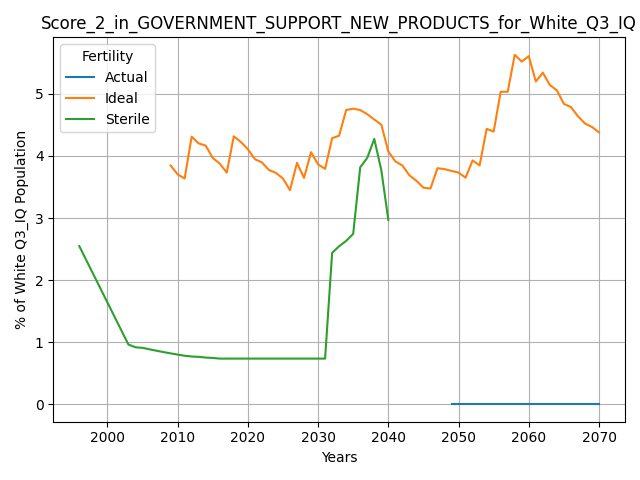 Score_2_in_GOVERNMENT_SUPPORT_NEW_PRODUCTS_for_White_Q3_IQ
Fertility
Actual
Ideal
Sterile
% of White Q3_IQ Population
5
4
3
2
1
0
2000 2010 2020 2030 2040 2050 2060 2070
Years